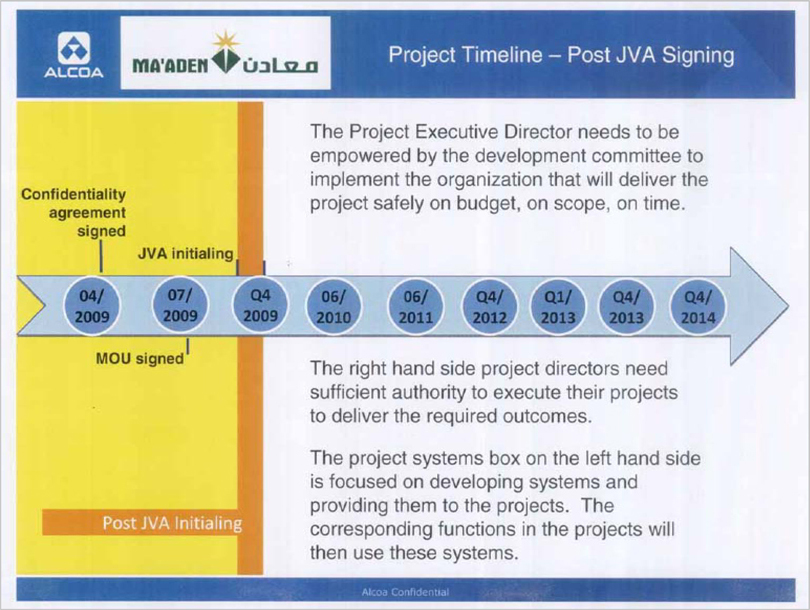 ALCOA
MA'ADEN معادن
Project Timeline – Post JVA Signing
The Project Executive Director needs to be
empowered by the development committee to
implement the organization that will deliver the
project safely on budget, on scope, on time.
Confidentiality
agreement
signed
JVA initialing
04/
2009
07/
2009
Q4
2009
06/
2010
06/
2011
Q4/
2012
Q1/
2013
Q4/
2013
Q4/
2014
MOU signed
The right hand side project directors need
sufficient authority to execute their projects
to deliver the required outcomes.
The project systems box on the left hand side
is focused on developing systems and
providing them to the projects. The
corresponding functions in the projects will
then use these systems.
Post JVA Initialing
Alcoa Confidential